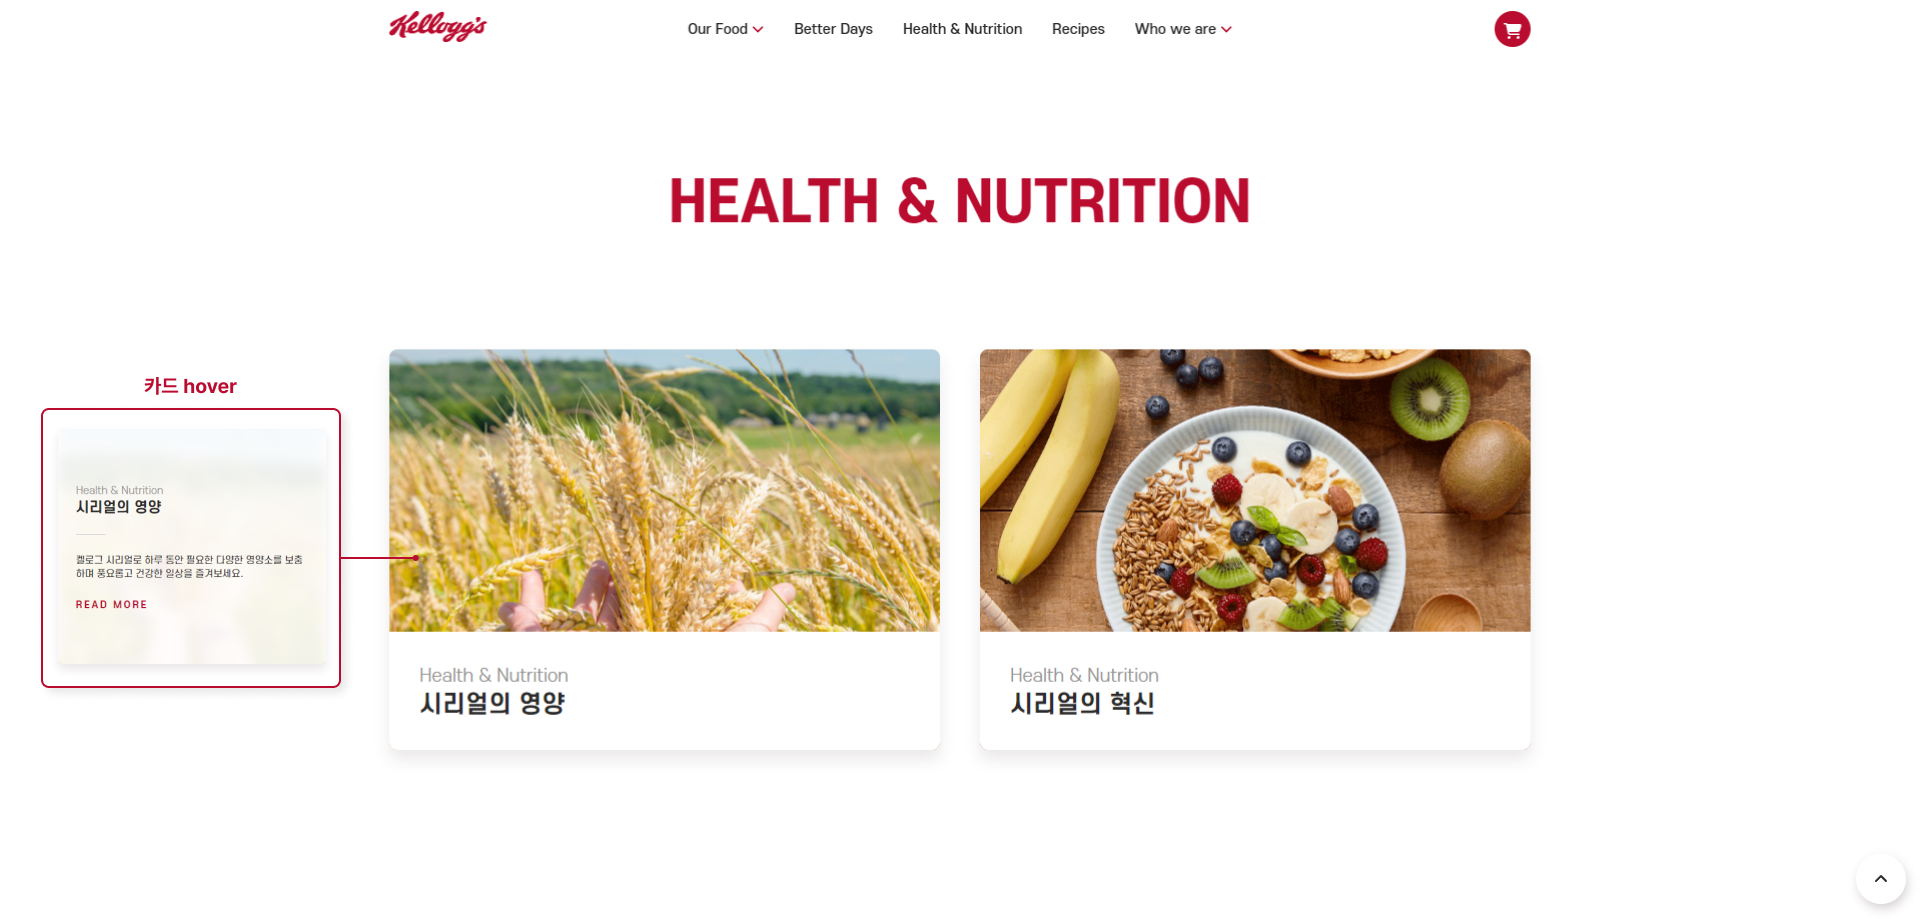 Kellogg's Our Food Better Days Health & Nutrition Recipes Who we are
HEALTH & NUTRITION
카드 hover
Health & Nutrition
시리얼의 영양
켈로그 시리얼로 하루 동안 필요한 다양한 영양소를 보충
하며 풍요롭고 건강한 일상을 즐겨보세요.
READ MORE
Health & Nutrition
시리얼의 영양
Health & Nutrition
시리얼의 혁신